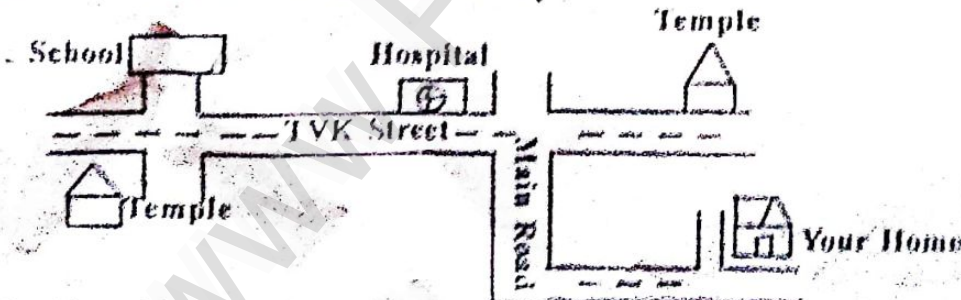 Temple
School
Hospital
TVK Street
Main Road
Temple
Your Home